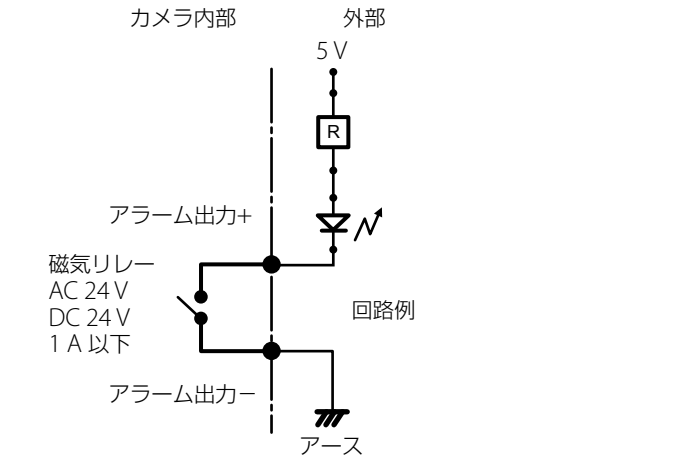 カメラ内部
外部
5 V
R
アラーム出力+
磁気リレー
AC 24 V
DC 24 V
1 A 以下
回路例
アラーム出力−
アース